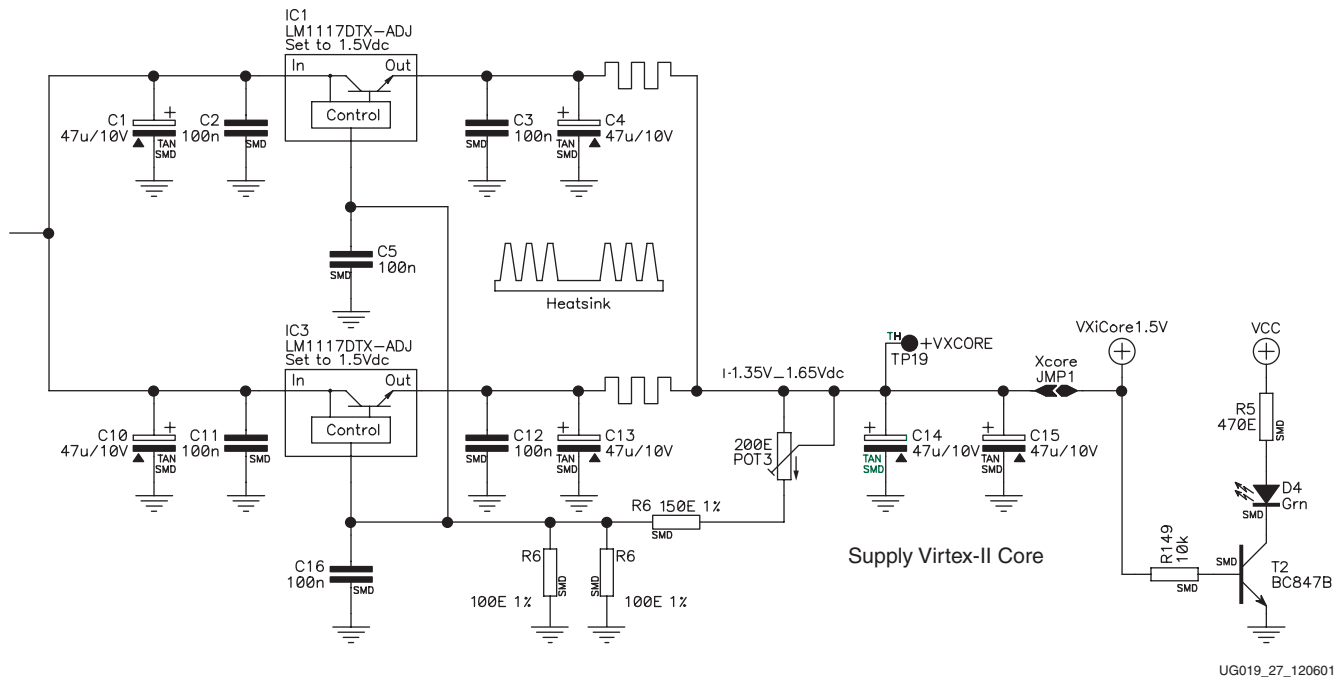 IC1
LM1117DTX-ADJ
Set to 1.5Vdc
In Out
Control
C1
47u/10V
+
TAN
SMD
C2
100n
SMD
C3
100n
SMD
C4
47u/10V
+
TAN
SMD
C5
100n
SMD
Heatsink
IC3
LM1117DTX-ADJ
Set to 1.5Vdc
In Out
Control
C10
47u/10V
+
TAN
SMD
C11
100n
SMD
C12
100n
SMD
C13
47u/10V
+
TAN
SMD
I-1.35V_1.65Vdc
200E
POT3
TH
+VXCORE
TP19
C14
47u/10V
+
TAN
SMD
C15
47u/10V
+
TAN
SMD
Xcore
JMP1
VXiCore1.5V
VCC
R5
470E
SMD
D4
Grn
SMD
R6 150E 1%
SMD
C16
100n
SMD
R6
SMD
100E 1%
R6
SMD
100E 1%
Supply Virtex-II Core
R149
10k
SMD
SMD
T2
BC847B
UG019_27_120601